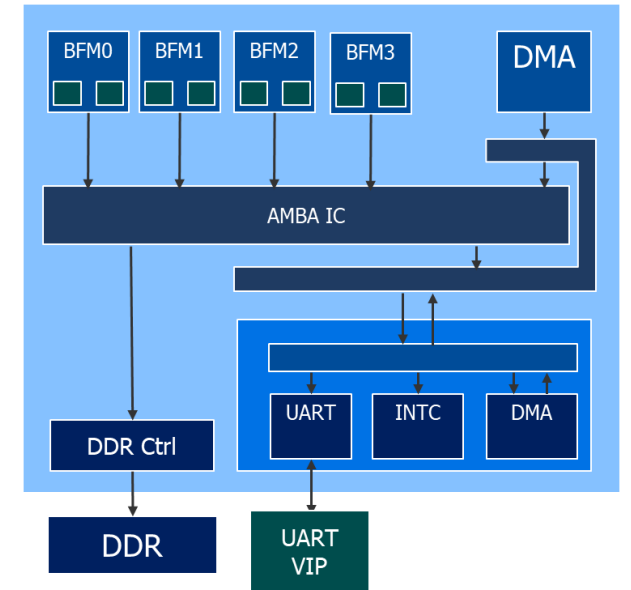 BFM0
BFM1
BFM2
BFM3
DMA
AMBA IC
UART
INTC
DMA
DDR Ctrl
DDR
UART
VIP